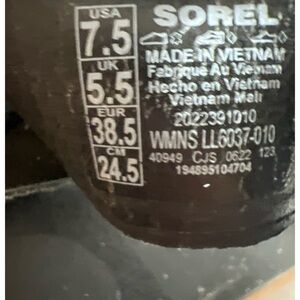 USA
7.5
UK
5.5
EUR
38.5
CM
24.5
SOREL
MADE IN VIETNAM
Fabriqué Au Vietnam
Hecho en Vietnam
Vietnam Malı
2022391010
WMNS LL6037-010
40949 CJS 0622 123
194895104704